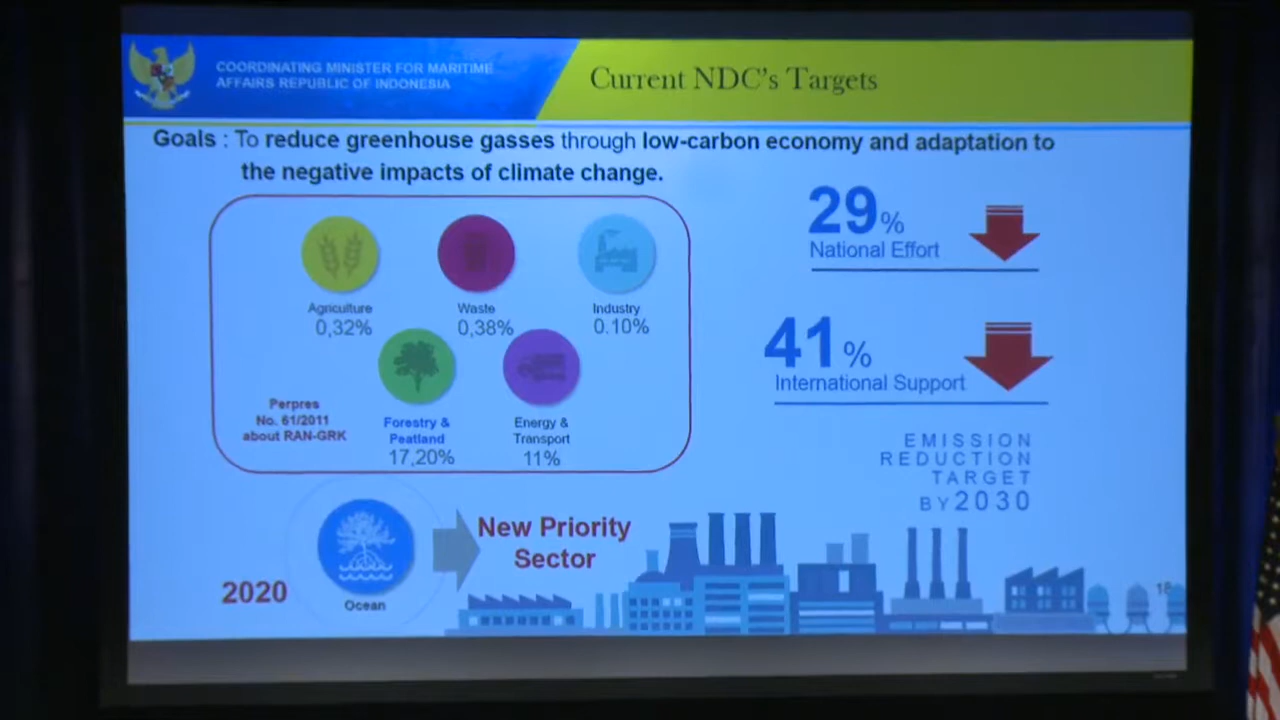 COORDINATING MINISTER FOR MARITIME
AFFAIRS REPUBLIC OF INDONESIA
Current NDC's Targets
Goals : To reduce greenhouse gasses through low-carbon economy and adaptation to
the negative impacts of climate change.
29%
National Effort
Agriculture
0,32%
Waste
0,38%
Industry
0.10%
41%
International Support
Perpres
No. 61/2011
about RAN-GRK
Forestry &
Peatland
17,20%
Energy &
Transport
11%
EMISSION
REDUCTION
TARGET
BY 2030
New Priority
Sector
2020
Ocean